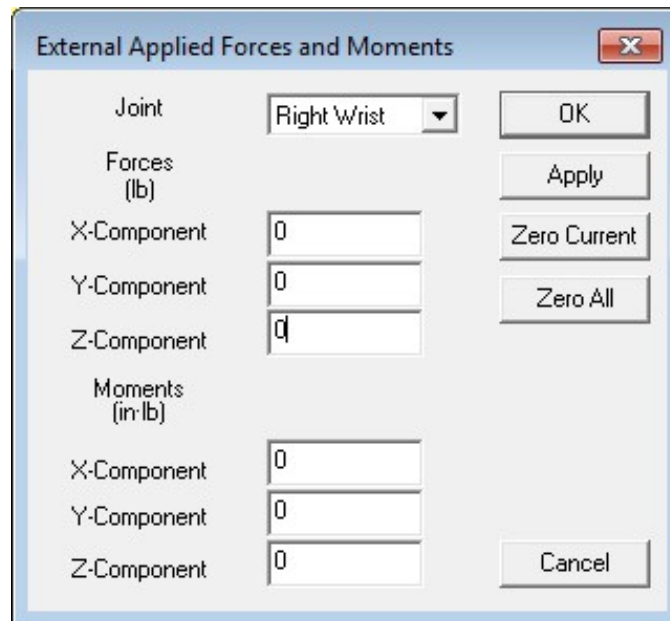 External Applied Forces and Moments
Joint
Right Wrist
OK
Forces
(lb)
Apply
X-Component
0
Zero Current
Y-Component
0
Zero All
Z-Component
0
Moments
(in·lb)
X-Component
0
Y-Component
0
Z-Component
0
Cancel